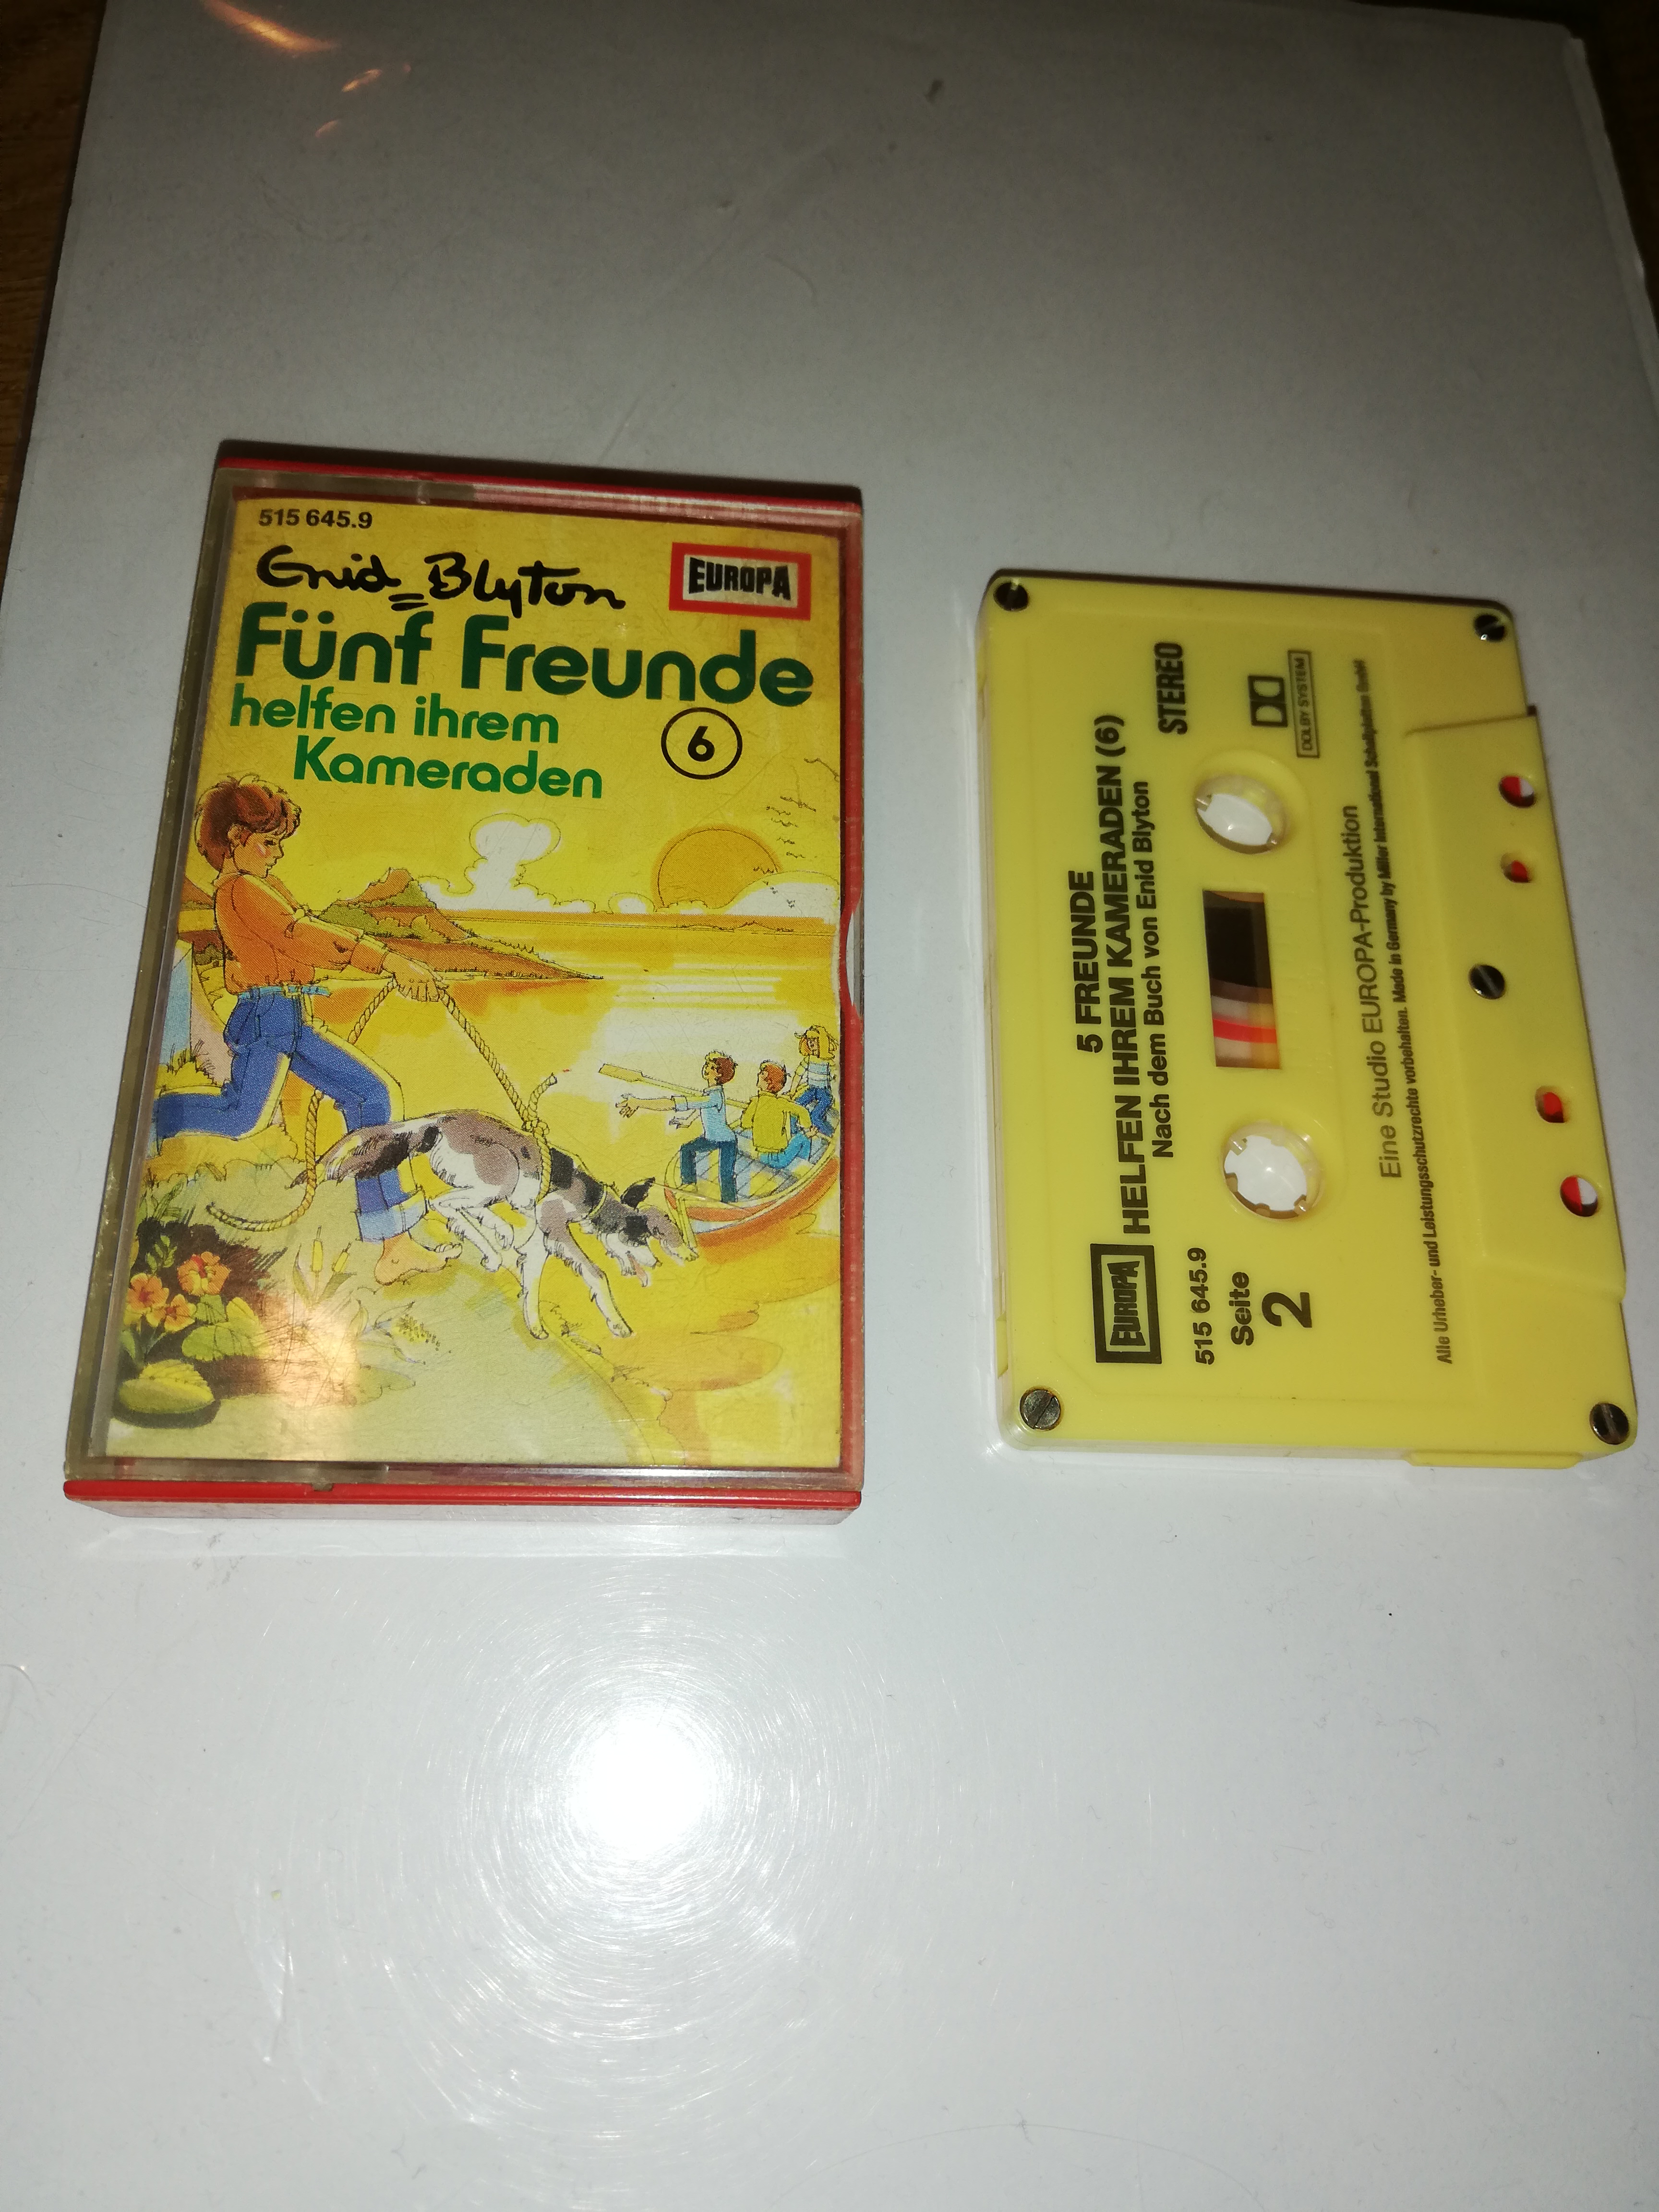 515 645.9
Enid Blyton
EUROPA
Fünf Freunde
helfen ihrem
Kameraden
6
STEREO
5 FREUNDE
HELFEN IHREM KAMERADEN (6)
Nach dem Buch von Enid Blyton
EUROPA
515 645.9
Seite
2
DOLBY SYSTEM
Eine Studio EUROPA-Produktion
Alle Urheber- und Leistungsschutzrechte vorbehalten. Made in Germany by Miller International Schallplatten GmbH